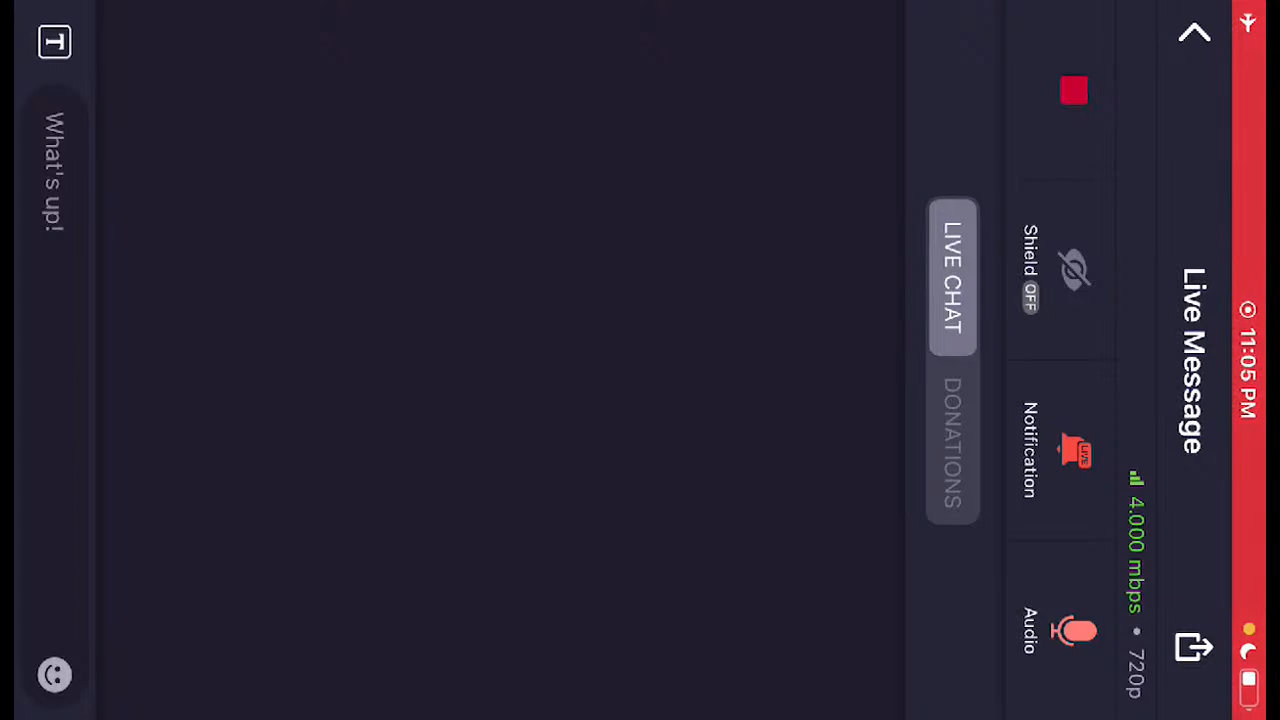 11:05 PM
Live Message
4.000 mbps • 720p
Shield OFF
Notification
LIVE
Audio
LIVE CHAT
DONATIONS
T
What's up!